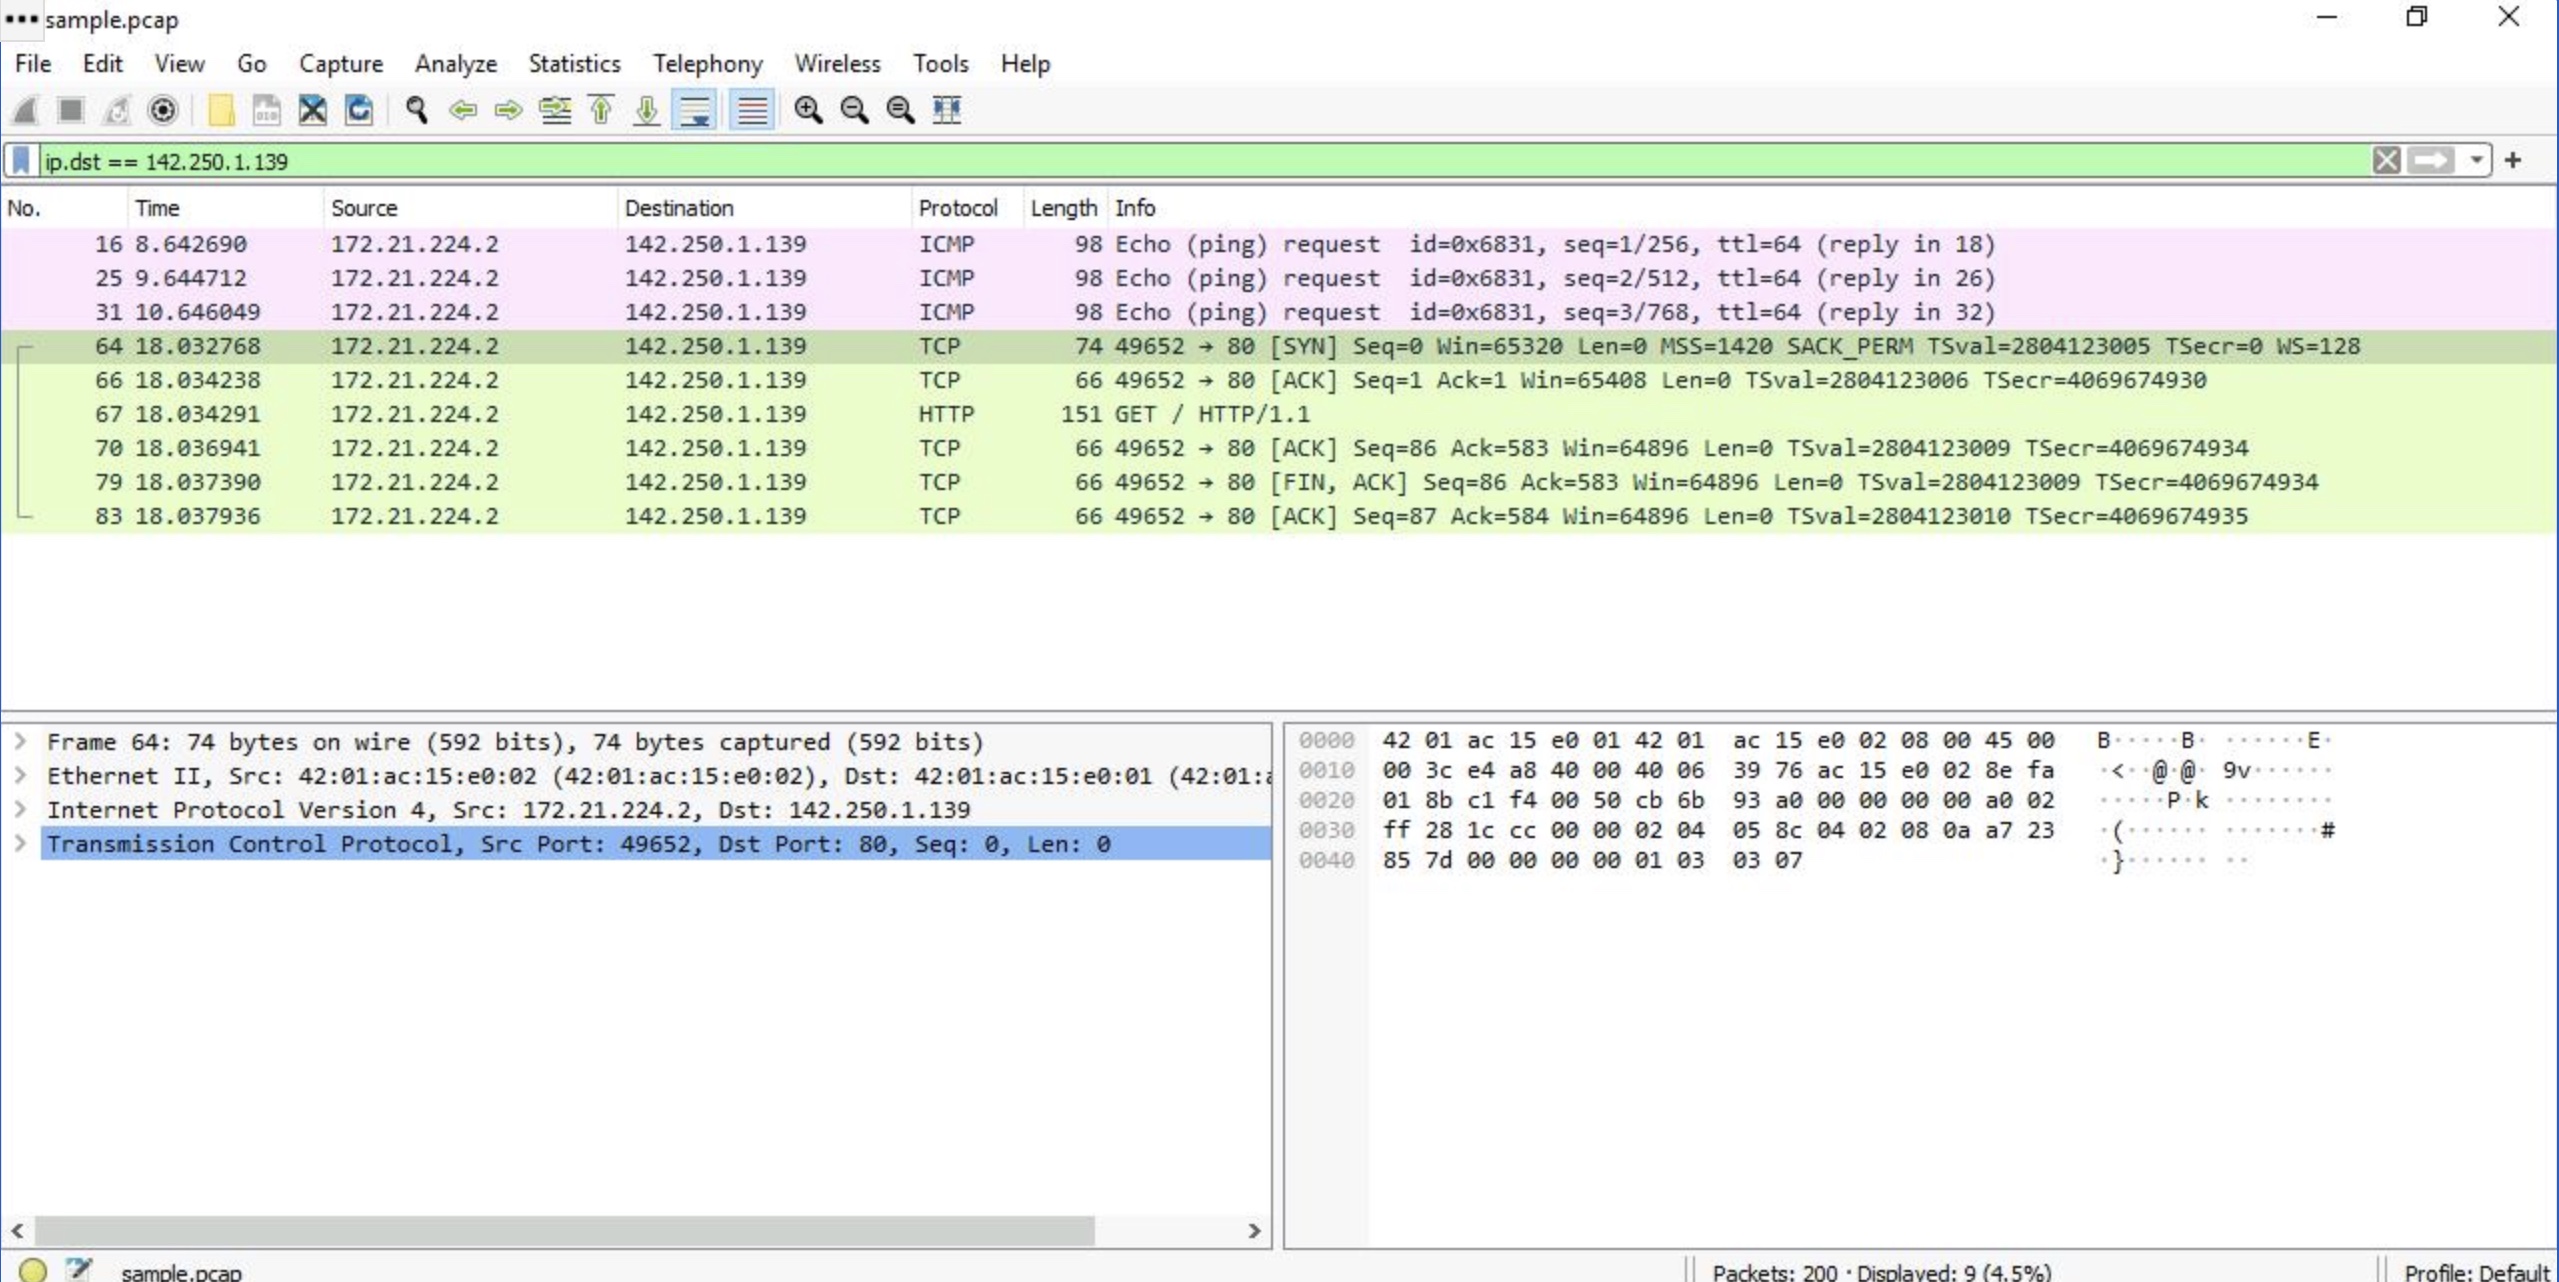 sample.pcap
File Edit View Go Capture Analyze Statistics Telephony Wireless Tools Help
ip.dst == 142.250.1.139
No. Time Source Destination Protocol Length Info
16 8.642690 172.21.224.2 142.250.1.139 ICMP 98 Echo (ping) request id=0x6831, seq=1/256, ttl=64 (reply in 18)
25 9.644712 172.21.224.2 142.250.1.139 ICMP 98 Echo (ping) request id=0x6831, seq=2/512, ttl=64 (reply in 26)
31 10.646049 172.21.224.2 142.250.1.139 ICMP 98 Echo (ping) request id=0x6831, seq=3/768, ttl=64 (reply in 32)
64 18.032768 172.21.224.2 142.250.1.139 TCP 74 49652 → 80 [SYN] Seq=0 Win=65320 Len=0 MSS=1420 SACK_PERM TSval=2804123005 TSecr=0 WS=128
66 18.034238 172.21.224.2 142.250.1.139 TCP 66 49652 → 80 [ACK] Seq=1 Ack=1 Win=65408 Len=0 TSval=2804123006 TSecr=4069674930
67 18.034291 172.21.224.2 142.250.1.139 HTTP 151 GET / HTTP/1.1
70 18.036941 172.21.224.2 142.250.1.139 TCP 66 49652 → 80 [ACK] Seq=86 Ack=583 Win=64896 Len=0 TSval=2804123009 TSecr=4069674934
79 18.037390 172.21.224.2 142.250.1.139 TCP 66 49652 → 80 [FIN, ACK] Seq=86 Ack=583 Win=64896 Len=0 TSval=2804123009 TSecr=4069674934
83 18.037936 172.21.224.2 142.250.1.139 TCP 66 49652 → 80 [ACK] Seq=87 Ack=584 Win=64896 Len=0 TSval=2804123010 TSecr=4069674935
Frame 64: 74 bytes on wire (592 bits), 74 bytes captured (592 bits)
Ethernet II, Src: 42:01:ac:15:e0:02 (42:01:ac:15:e0:02), Dst: 42:01:ac:15:e0:01 (42:01:a
Internet Protocol Version 4, Src: 172.21.224.2, Dst: 142.250.1.139
Transmission Control Protocol, Src Port: 49652, Dst Port: 80, Seq: 0, Len: 0
0000 42 01 ac 15 e0 01 42 01 ac 15 e0 02 08 00 45 00 B·····B· ······E·
0010 00 3c e4 a8 40 00 40 06 39 76 ac 15 e0 02 8e fa ·<··@·@· 9v······
0020 01 8b c1 f4 00 50 cb 6b 93 a0 00 00 00 00 a0 02 ·····P·k ········
0030 ff 28 1c cc 00 00 02 04 05 8c 04 02 08 0a a7 23 ·(······ ·······#
0040 85 7d 00 00 00 00 01 03 03 07 ·}······ ··
sample.pcap
Packets: 200 · Displayed: 9 (4.5%)
Profile: Default